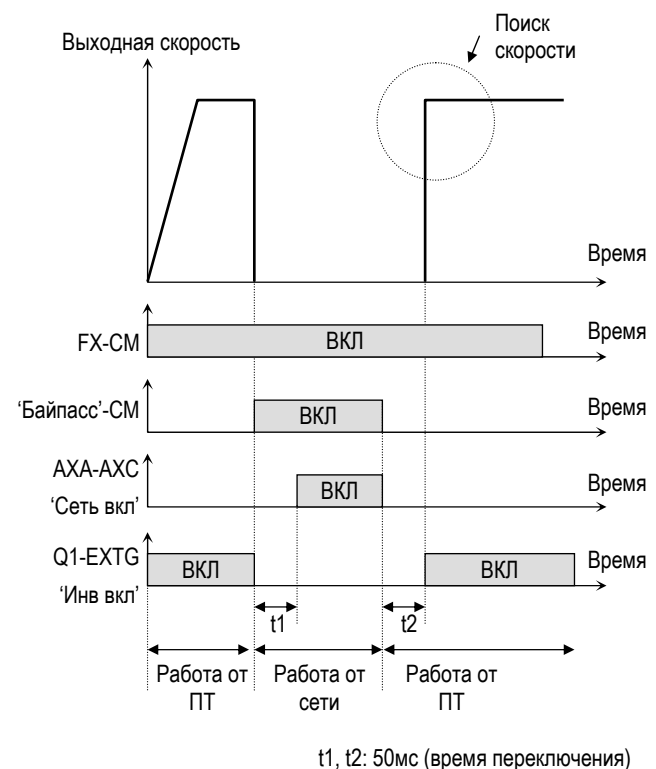 Поиск
скорости
Выходная скорость
Время
FX-CM
ВКЛ
Время
‘Байпасс’-CM
ВКЛ
Время
AXA-AXC
‘Сеть вкл’
ВКЛ
Время
Q1-EXTG
‘Инв вкл’
ВКЛ
ВКЛ
Время
t1
t2
Работа от
ПТ
Работа от
сети
Работа от
ПТ
t1, t2: 50мс (время переключения)